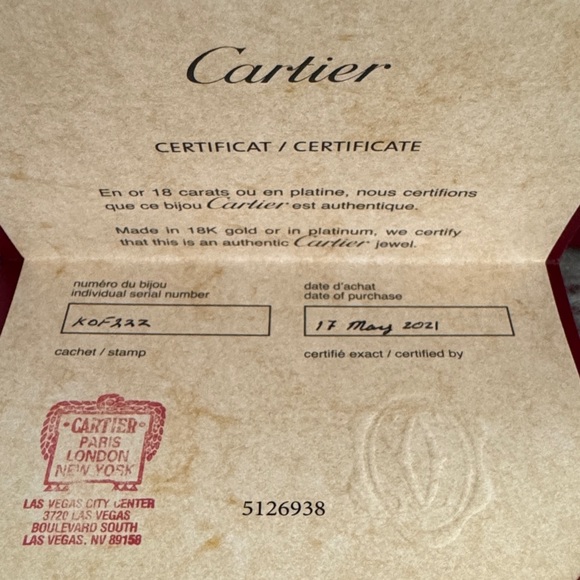 Cartier
CERTIFICAT / CERTIFICATE
En or 18 carats ou en platine, nous certifions
que ce bijou Cartier est authentique.
Made in 18K gold or in platinum, we certify
that this is an authentic Cartier jewel.
numéro du bijou
individual serial number
KOF222
date d'achat
date of purchase
17 May 2021
cachet / stamp
certifié exact / certified by
CARTIER
PARIS
LONDON
NEW YORK
LAS VEGAS CITY CENTER
3720 LAS VEGAS
BOULEVARD SOUTH
LAS VEGAS, NV 89158
5126938